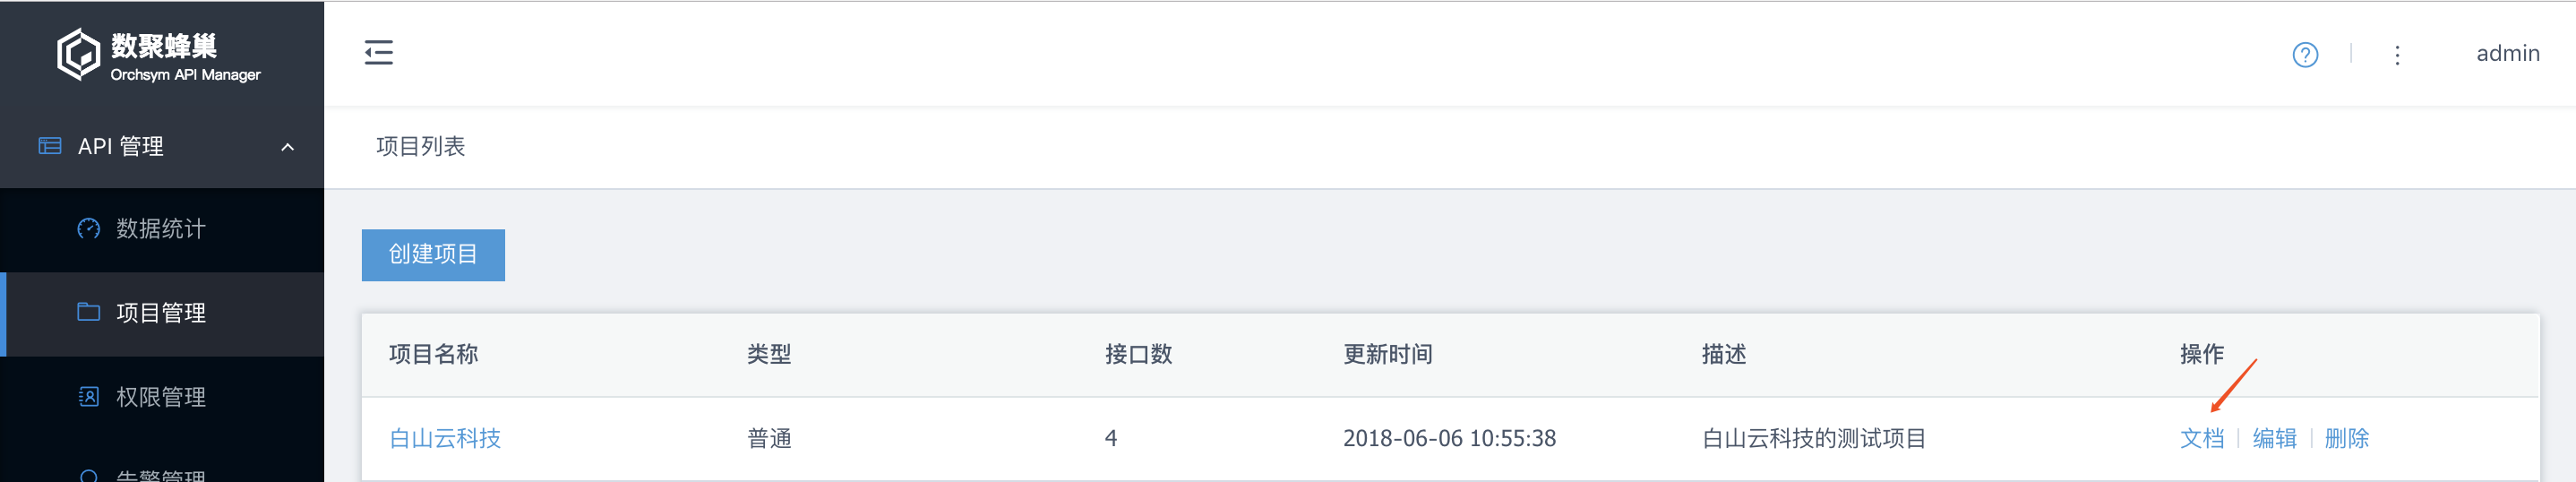 数聚蜂巢
Orchsym API Manager
admin
API 管理
项目列表
数据统计
创建项目
项目管理
项目名称 类型 接口数 更新时间 描述 操作
权限管理
白山云科技 普通 4 2018-06-06 10:55:38 白山云科技的测试项目 文档 | 编辑 | 删除
告警管理